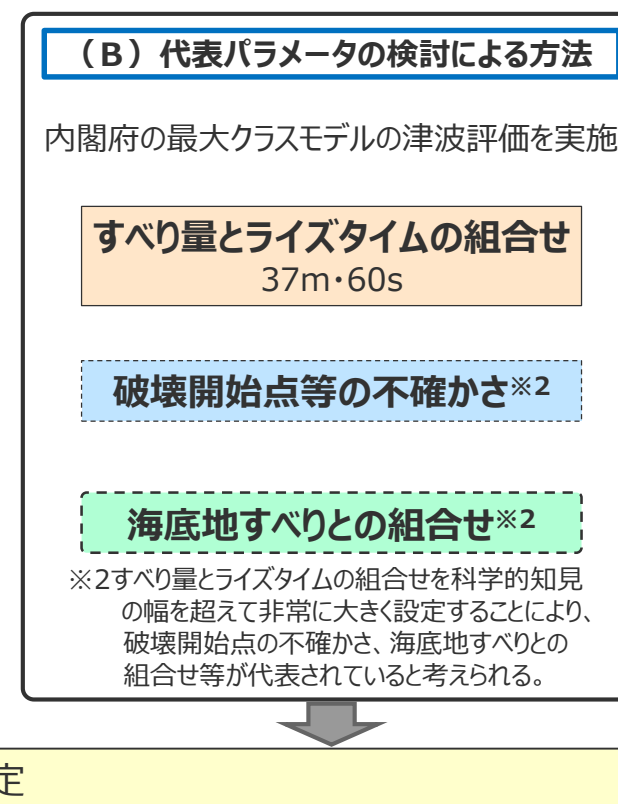 （B）代表パラメータの検討による方法
内閣府の最大クラスモデルの津波評価を実施
すべり量とライズタイムの組合せ
37m・60s
破壊開始点等の不確かさ※2
海底地すべりとの組合せ※2
※2すべり量とライズタイムの組合せを科学的知見
の幅を超えて非常に大きく設定することにより、
破壊開始点の不確かさ、海底地すべりとの
組合せ等が代表されていると考えられる。
定